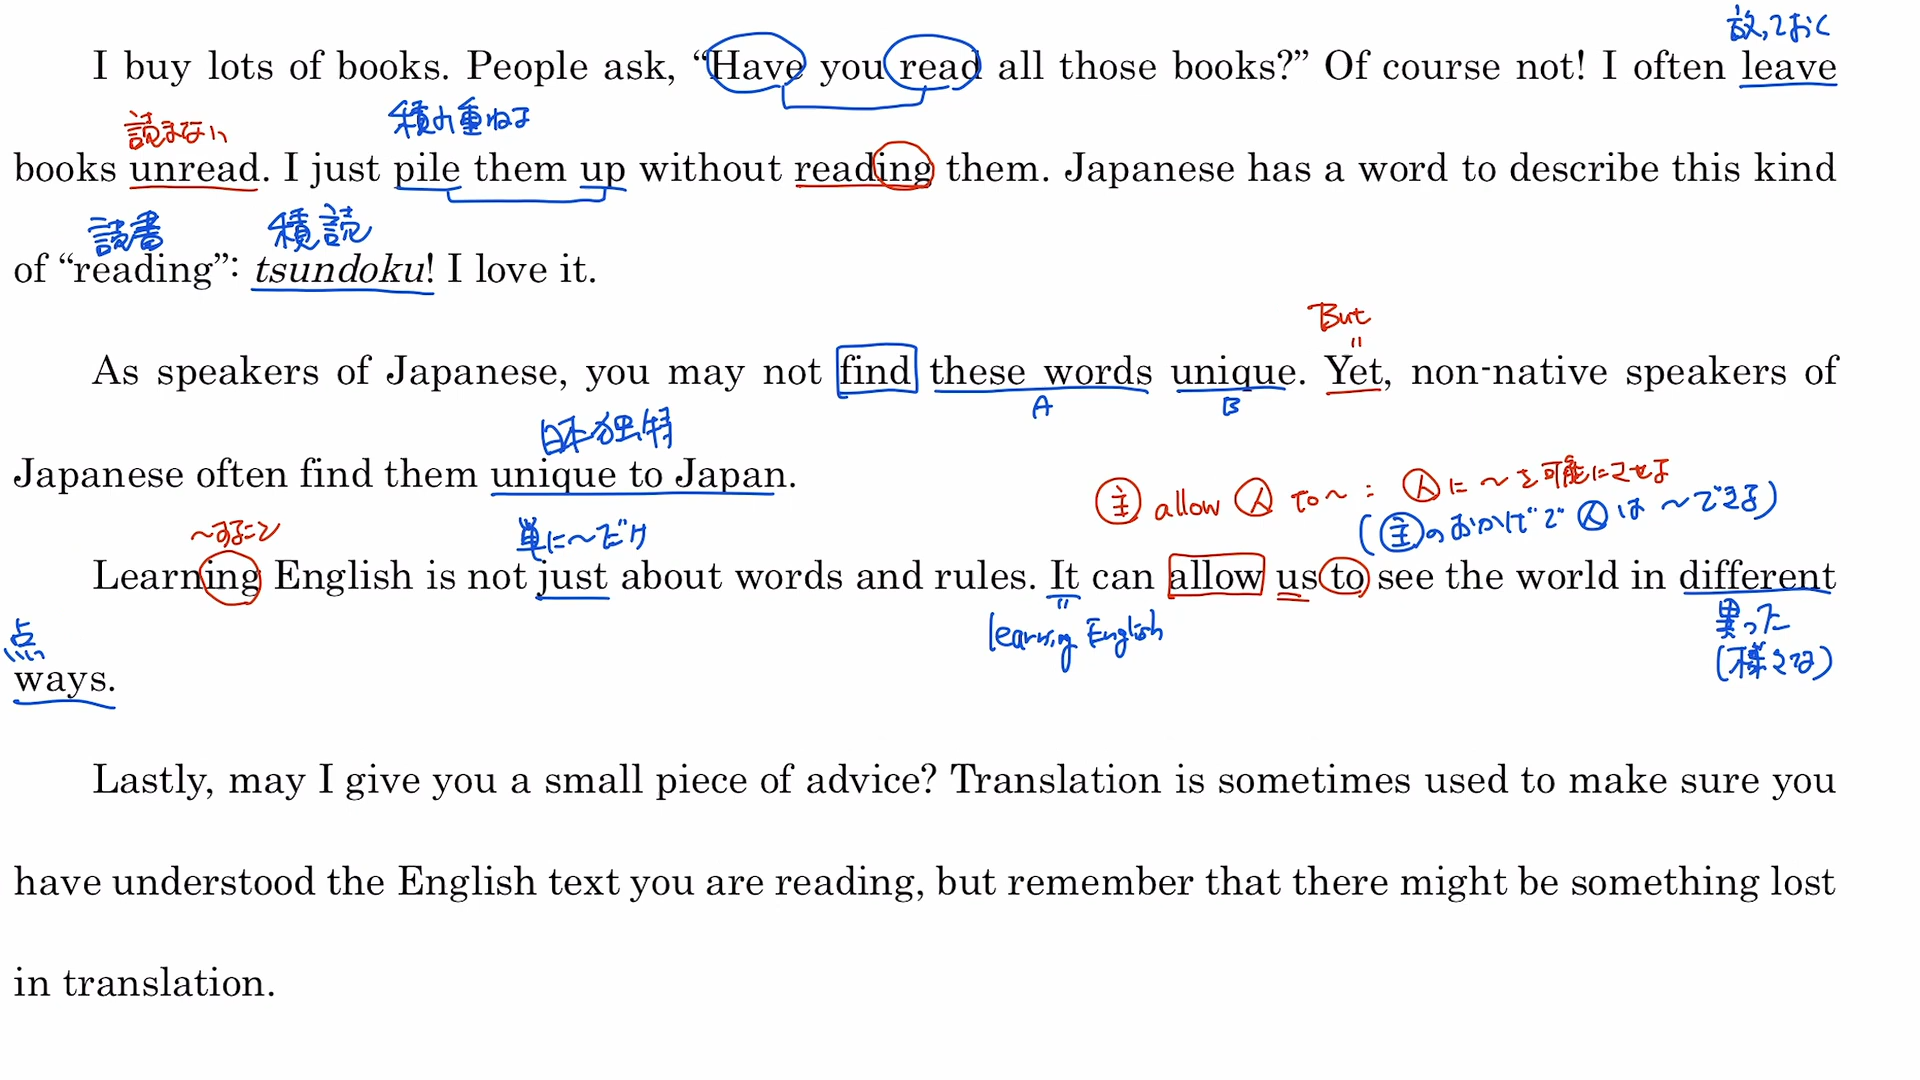 放っておく
I buy lots of books. People ask, “Have you read all those books?” Of course not! I often leave
読まない 積み重ねる
books unread. I just pile them up without reading them. Japanese has a word to describe this kind
読書 積読
of “reading”: tsundoku! I love it.
But
"
As speakers of Japanese, you may not find these words unique. Yet, non-native speakers of
A B
日本独特
Japanese often find them unique to Japan.
主 allow 人 to~ : 人に~を可能にさせる
~すること 単に~だけ (主のおかげで人は~できる)
Learning English is not just about words and rules. It can allow us to see the world in different
" learning English 異なった
点 (様々な)
ways.
Lastly, may I give you a small piece of advice? Translation is sometimes used to make sure you
have understood the English text you are reading, but remember that there might be something lost
in translation.